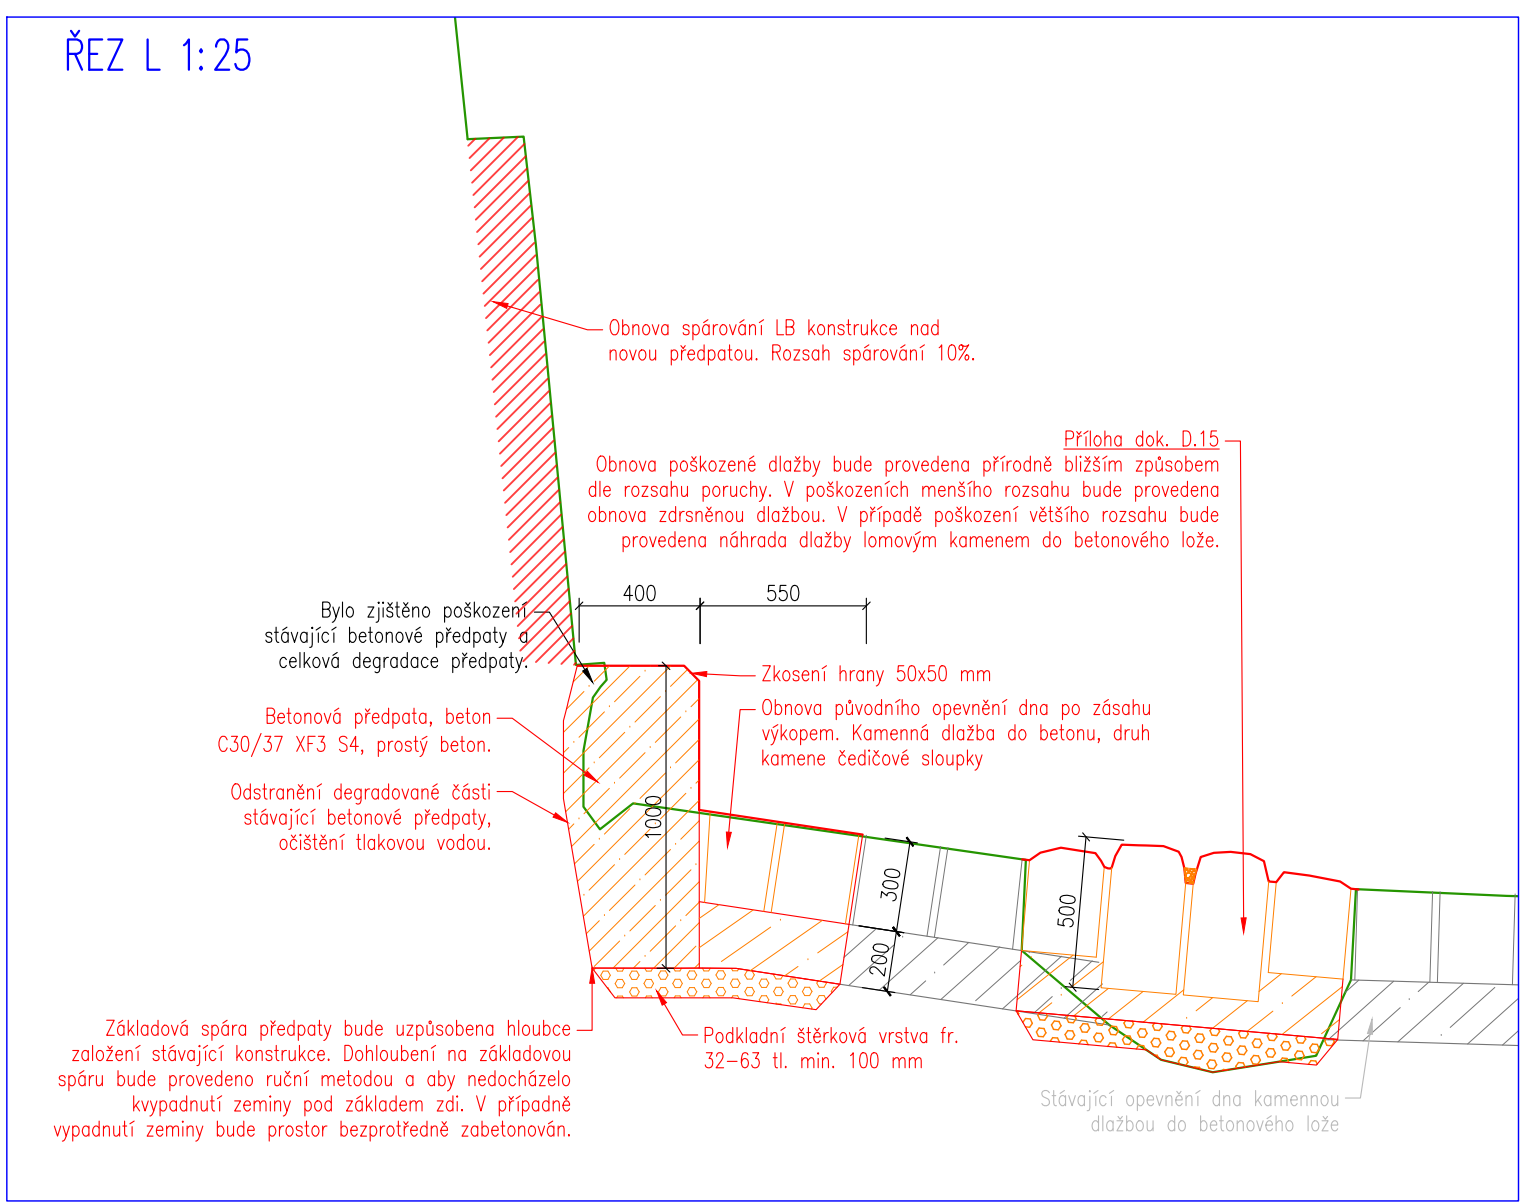 ŘEZ L 1:25
Obnova spárování LB konstrukce nad
novou předpatou. Rozsah spárování 10%.
Příloha dok. D.15
Obnova poškozené dlažby bude provedena přírodně bližším způsobem
dle rozsahu poruchy. V poškozeních menšího rozsahu bude provedena
obnova zdrsněnou dlažbou. V případě poškození většího rozsahu bude
provedena náhrada dlažby lomovým kamenem do betonového lože.
400
550
Bylo zjištěno poškození
stávající betonové předpaty a
celková degradace předpaty.
Zkosení hrany 50x50 mm
Betonová předpata, beton
C30/37 XF3 S4, prostý beton.
Obnova původního opevnění dna po zásahu
výkopem. Kamenná dlažba do betonu, druh
kamene čedičové sloupky
Odstranění degradované části
stávající betonové předpaty,
očištění tlakovou vodou.
1000
300
200
500
Základová spára předpaty bude uzpůsobena hloubce
založení stávající konstrukce. Dohloubení na základovou
spáru bude provedeno ruční metodou a aby nedocházelo
kvypadnutí zeminy pod základem zdi. V případně
vypadnutí zeminy bude prostor bezprotředně zabetonován.
Podkladní štěrková vrstva fr.
32-63 tl. min. 100 mm
Stávající opevnění dna kamennou
dlažbou do betonového lože